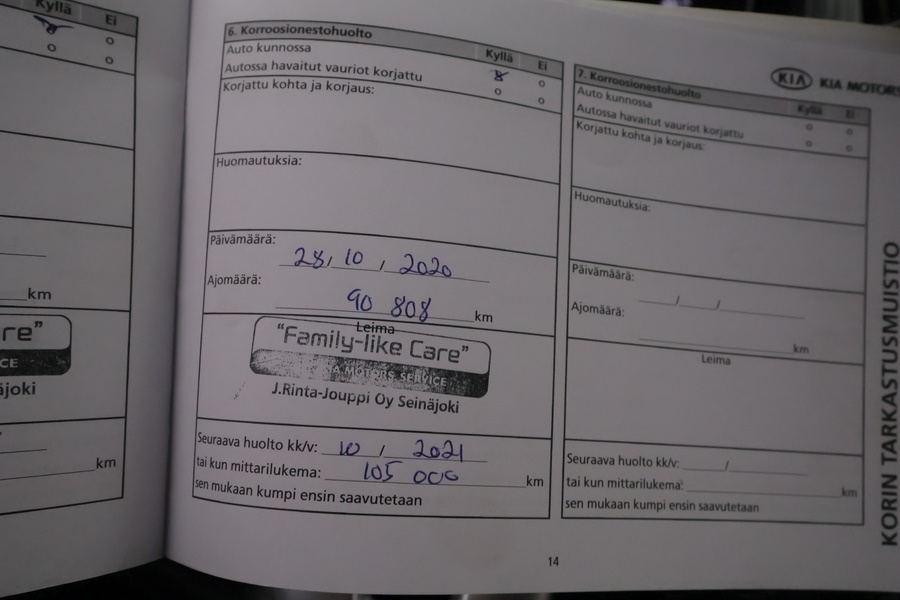 Kyllä Ei
km
re”
CE
äjoki
km
6. Korroosionestohuolto
Kyllä Ei
Auto kunnossa
Autossa havaitut vauriot korjattu
Korjattu kohta ja korjaus:
Huomautuksia:
Päivämäärä:
28 / 10 / 2020
Ajomäärä:
90 808 km
Leima
“Family-like Care”
KIA MOTORS SERVICE
J.Rinta-Jouppi Oy Seinäjoki
Seuraava huolto kk/v: 10 / 2021
tai kun mittarilukema: 105 000 km
sen mukaan kumpi ensin saavutetaan
14
KIA KIA MOTORS
7. Korroosionestohuolto
Kyllä Ei
Auto kunnossa
Autossa havaitut vauriot korjattu
Korjattu kohta ja korjaus:
Huomautuksia:
Päivämäärä: / /
Ajomäärä:
km
Leima
Seuraava huolto kk/v: /
tai kun mittarilukema: km
sen mukaan kumpi ensin saavutetaan
KORIN TARKASTUSMUISTIO